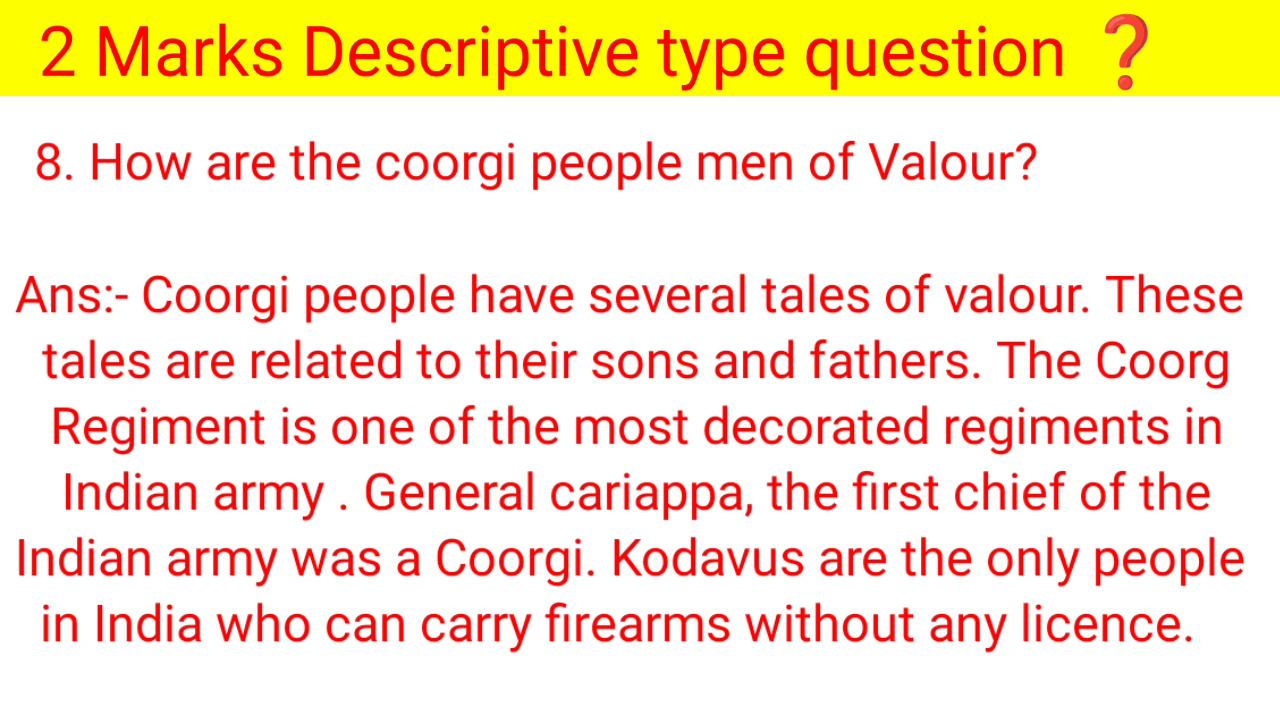 2 Marks Descriptive type question ❓
8. How are the coorgi people men of Valour?
Ans:- Coorgi people have several tales of valour. These
tales are related to their sons and fathers. The Coorg
Regiment is one of the most decorated regiments in
Indian army . General cariappa, the first chief of the
Indian army was a Coorgi. Kodavus are the only people
in India who can carry firearms without any licence.